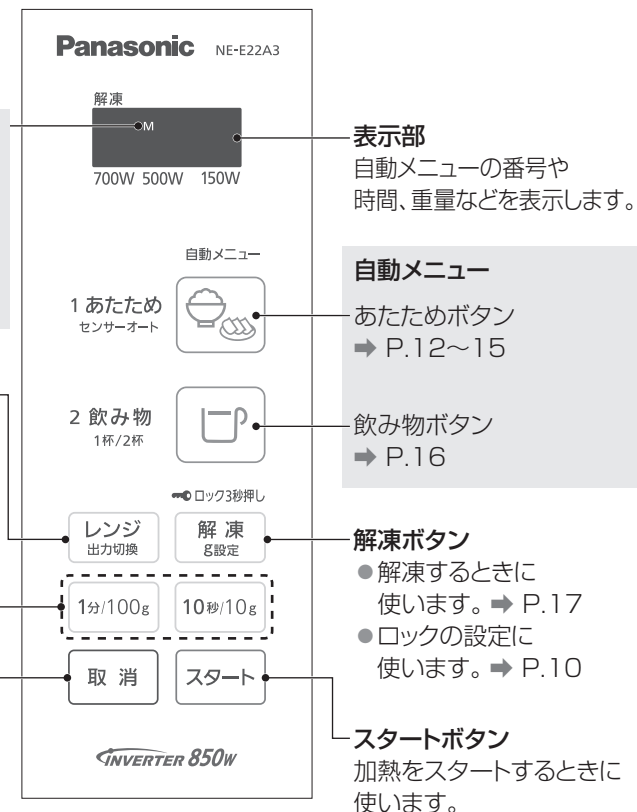 Panasonic NE-E22A3
解凍
M
700W 500W 150W
自動メニュー
1 あたため
センサーオート
2 飲み物
1杯/2杯
ロック3秒押し
レンジ
出力切換
解 凍
g設定
1分/100g
10秒/10g
取 消
スタート
INVERTER 850W
表示部
自動メニューの番号や
時間、重量などを表示します。
自動メニュー
あたためボタン
➡ P.12〜15
飲み物ボタン
➡ P.16
解凍ボタン
●解凍するときに
使います。➡ P.17
●ロックの設定に
使います。➡ P.10
スタートボタン
加熱をスタートするときに
使います。